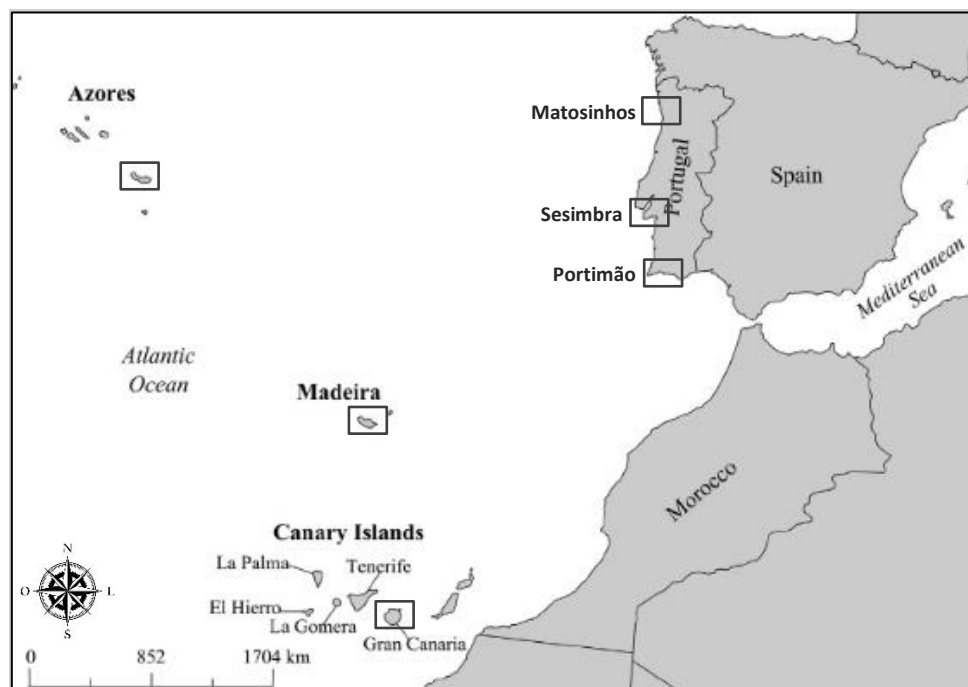 Azores
Matosinhos
Portugal
Spain
Sesimbra
Portimão
Mediterranean
Sea
Atlantic
Ocean
Madeira
Morocco
Canary Islands
La Palma
Tenerife
El Hierro
La Gomera
Gran Canaria
N
O
L
S
0
852
1704 km